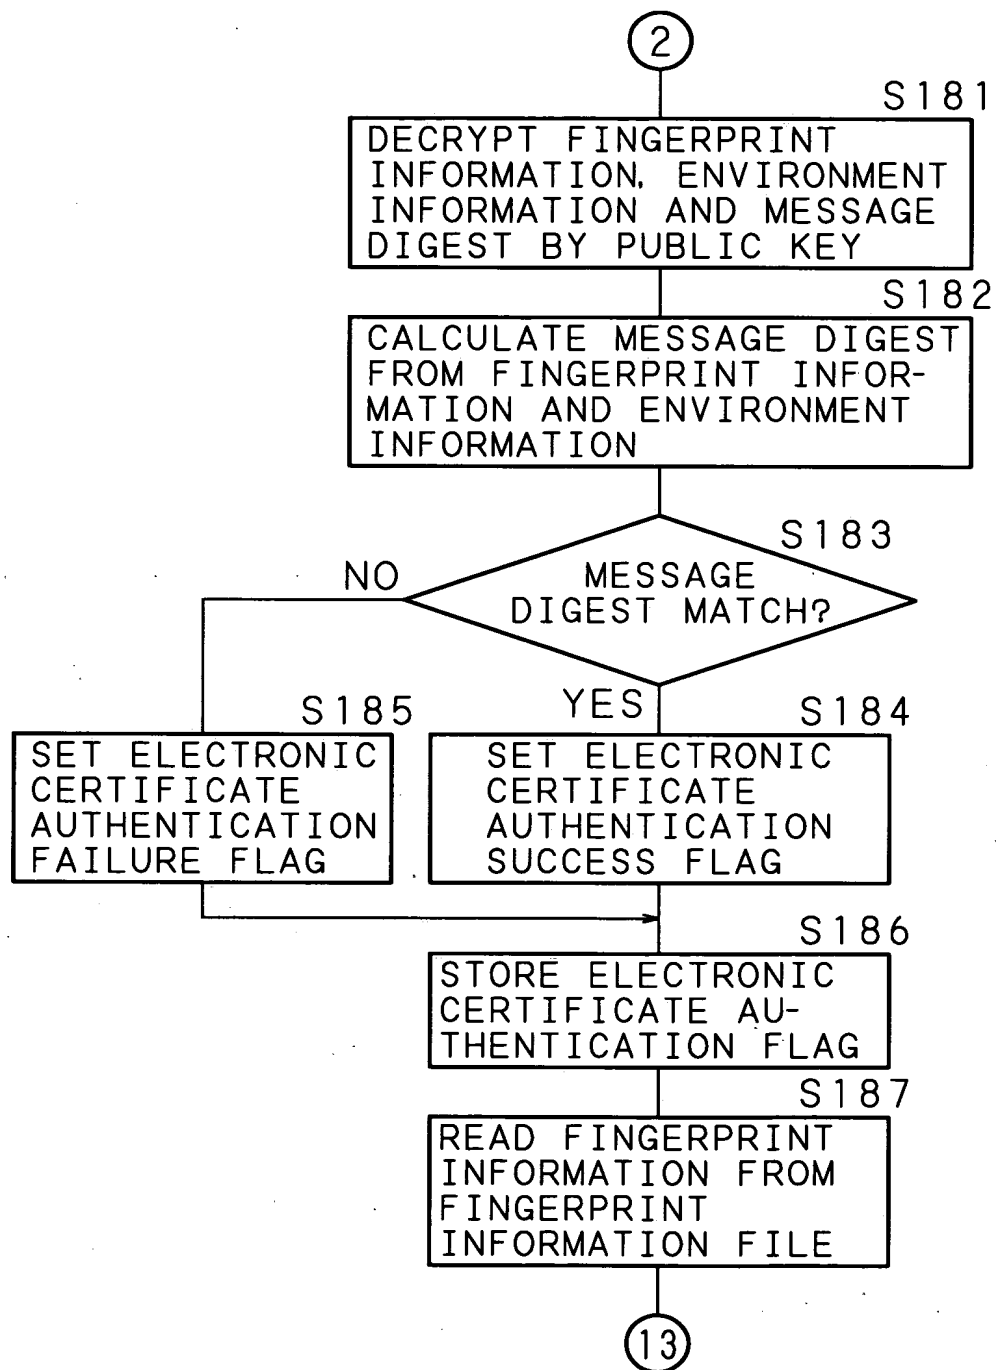 2
S181
DECRYPT FINGERPRINT
INFORMATION, ENVIRONMENT
INFORMATION AND MESSAGE
DIGEST BY PUBLIC KEY
S182
CALCULATE MESSAGE DIGEST
FROM FINGERPRINT INFOR-
MATION AND ENVIRONMENT
INFORMATION
S183
MESSAGE
DIGEST MATCH?
NO
YES
S185
SET ELECTRONIC
CERTIFICATE
AUTHENTICATION
FAILURE FLAG
S184
SET ELECTRONIC
CERTIFICATE
AUTHENTICATION
SUCCESS FLAG
S186
STORE ELECTRONIC
CERTIFICATE AU-
THENTICATION FLAG
S187
READ FINGERPRINT
INFORMATION FROM
FINGERPRINT
INFORMATION FILE
13